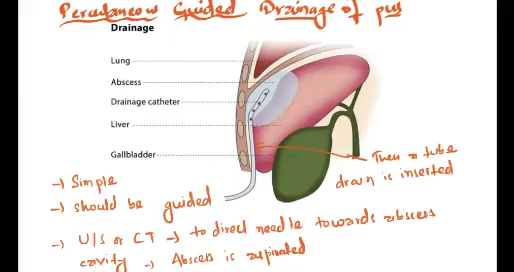 Percutaneous Guided Drainage of pus
Drainage
Lung
Abscess
Drainage catheter
Liver
Gallbladder
Then a tube
drain is inserted
→ Simple
→ should be guided
→ U/S or CT → to direct needle towards abscess
cavity → Abscess is aspirated